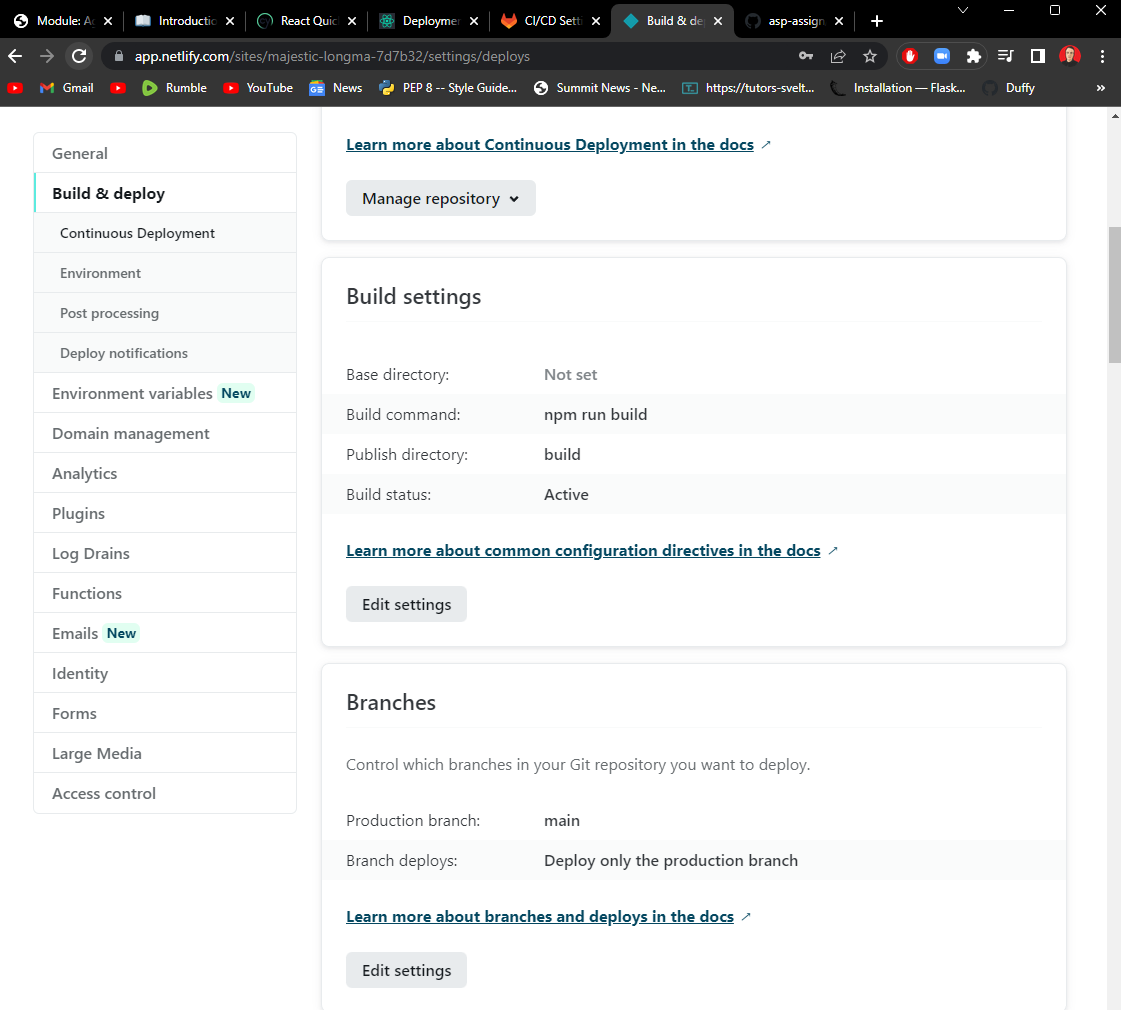 Module: Ac
Introductio
React Quic
Deploymen
CI/CD Sett
Build & de
asp-assign
app.netlify.com/sites/majestic-longma-7d7b32/settings/deploys
Gmail
Rumble
YouTube
News
PEP 8 -- Style Guide...
Summit News - Ne...
https://tutors-svelt...
Installation — Flask...
Duffy
»
General
Build & deploy
Continuous Deployment
Environment
Post processing
Deploy notifications
Environment variables New
Domain management
Analytics
Plugins
Log Drains
Functions
Emails New
Identity
Forms
Large Media
Access control
Learn more about Continuous Deployment in the docs
Manage repository
Build settings
Base directory: Not set
Build command: npm run build
Publish directory: build
Build status: Active
Learn more about common configuration directives in the docs
Edit settings
Branches
Control which branches in your Git repository you want to deploy.
Production branch: main
Branch deploys: Deploy only the production branch
Learn more about branches and deploys in the docs
Edit settings